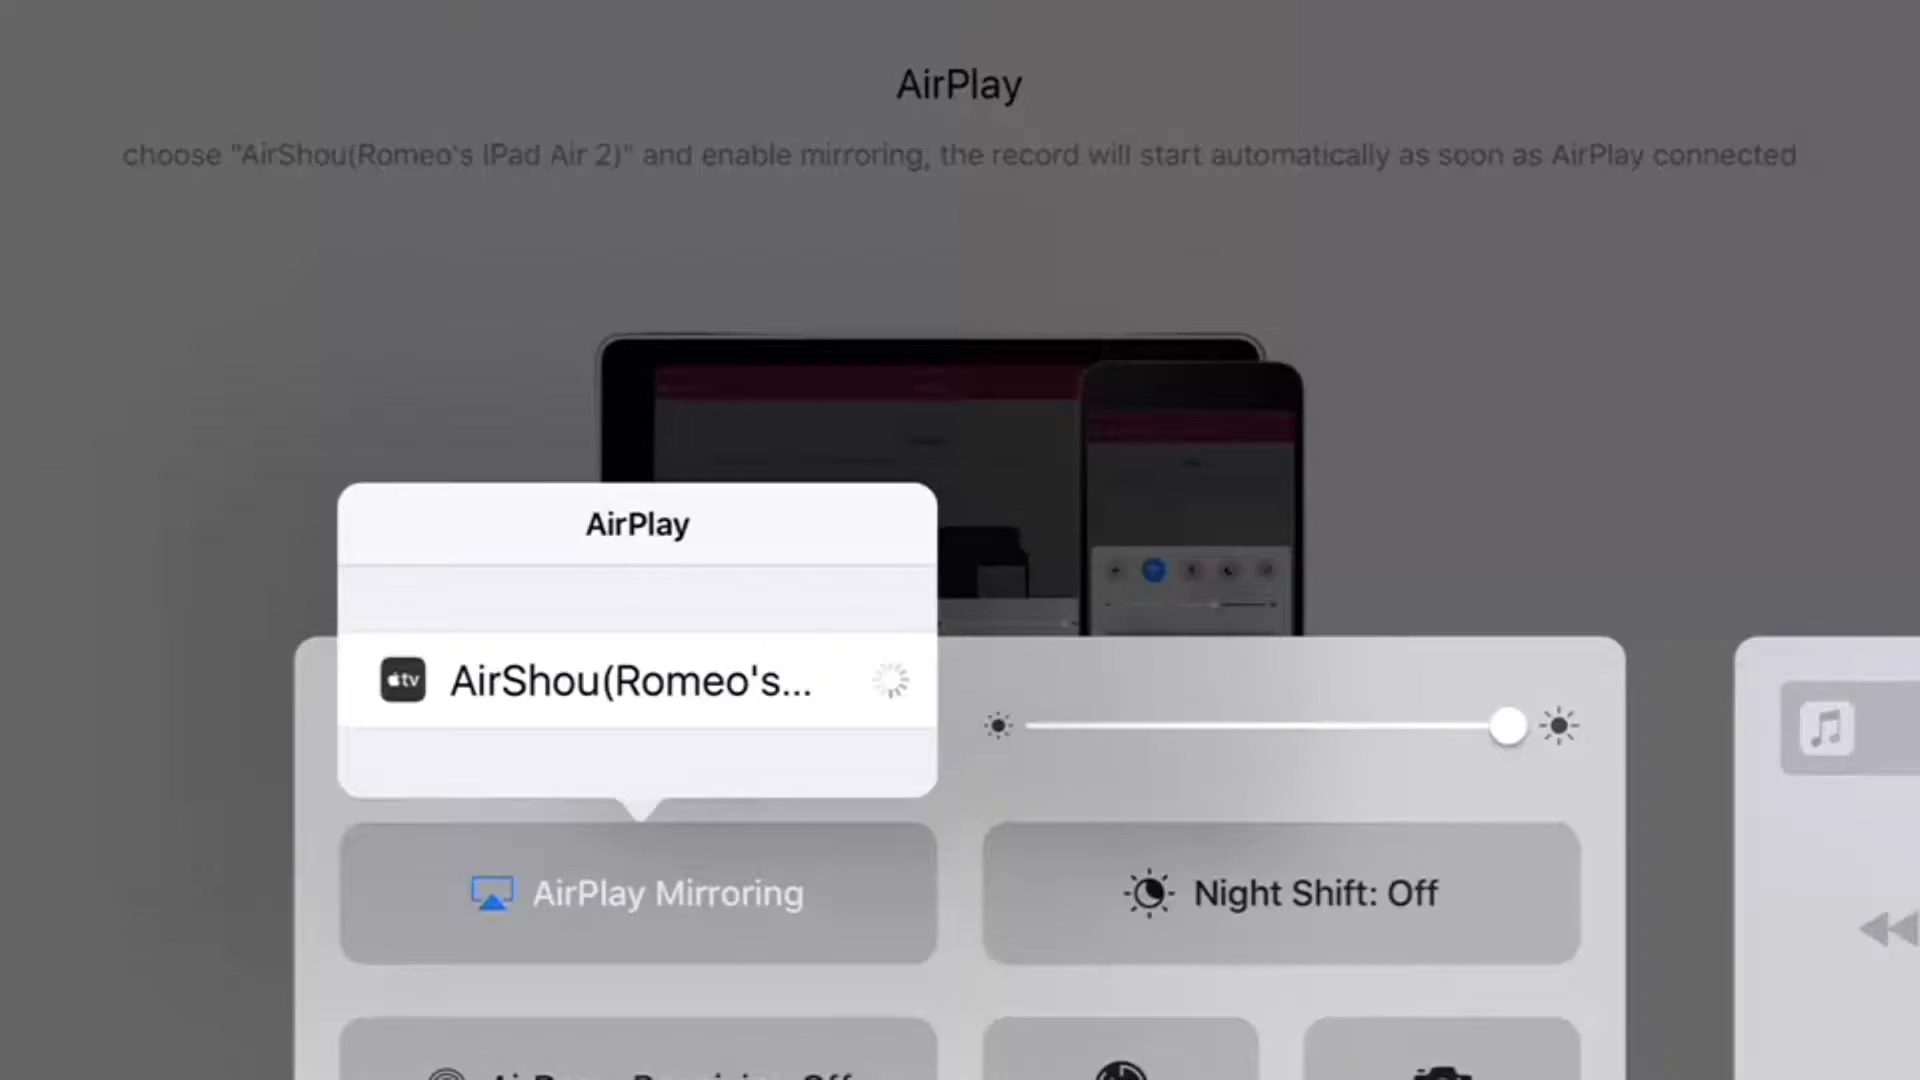 AirPlay
choose "AirShou(Romeo's iPad Air 2)" and enable mirroring, the record will start automatically as soon as AirPlay connected
AirPlay
tv
AirShou(Romeo's...
AirPlay Mirroring
Night Shift: Off